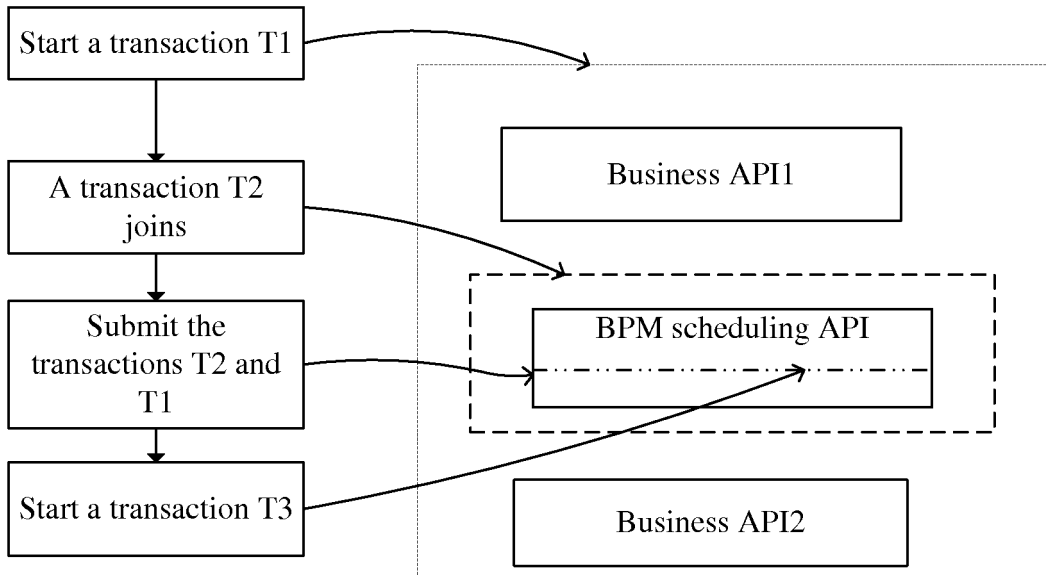 Start a transaction T1
A transaction T2
joins
Submit the
transactions T2 and
T1
Start a transaction T3
Business API1
BPM scheduling API
Business API2